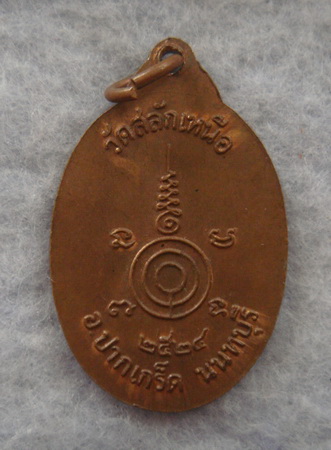 วัดสลักเหนือ
๒๕๒๔
อ.ปากเกร็ด นนทบุรี